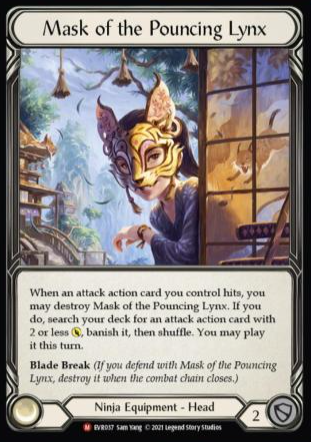 Mask of the Pouncing Lynx
When an attack action card you control hits, you
may destroy Mask of the Pouncing Lynx. If you
do, search your deck for an attack action card with
2 or less , banish it, then shuffle. You may play
it this turn.
Blade Break (If you defend with Mask of the Pouncing
Lynx, destroy it when the combat chain closes.)
Ninja Equipment - Head
2
M EVR037 Sam Yang © 2021 Legend Story Studios